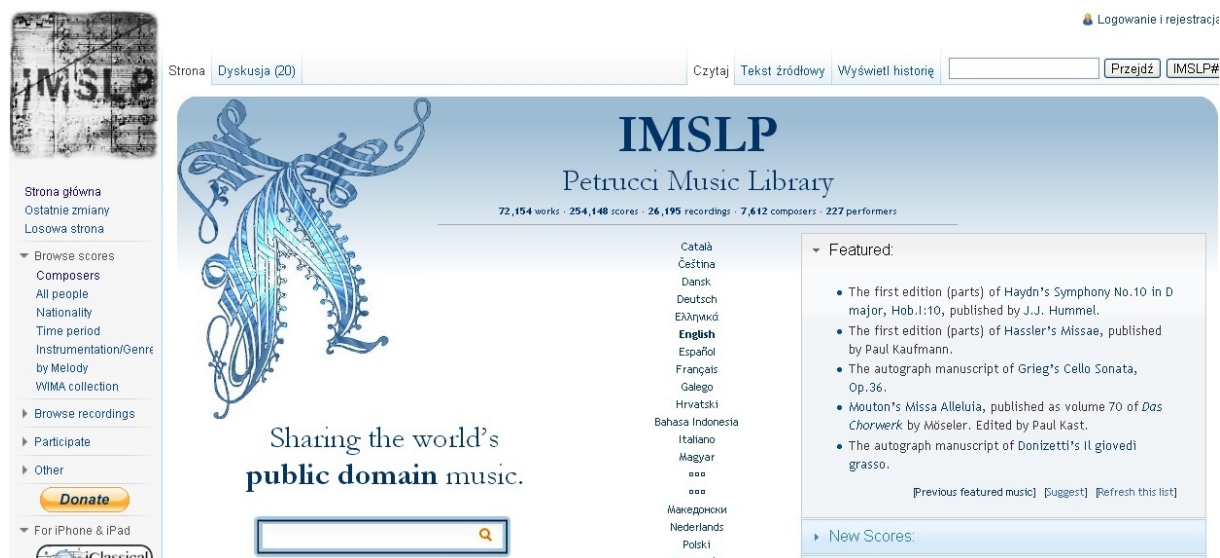 IMSLP
Logowanie i rejestracja
Strona Dyskusja (20) Czytaj Tekst źródłowy Wyświetl historię Przejdź IMSLP#
IMSLP
Petrucci Music Library
72,154 works · 254,148 scores · 26,195 recordings · 7,612 composers · 227 performers
Strona główna
Ostatnie zmiany
Losowa strona
Browse scores
Composers
All people
Nationality
Time period
Instrumentation/Genre
by Melody
WIMA collection
Browse recordings
Participate
Other
Donate
For iPhone & iPad
iClassical
Sharing the world's
public domain music.
Català
Čeština
Dansk
Deutsch
Ελληνικά
English
Español
Français
Galego
Hrvatski
Bahasa Indonesia
Italiano
Magyar
¤¤¤
¤¤¤
Македонски
Nederlands
Polski
Featured:
The first edition (parts) of Haydn's Symphony No.10 in D
major, Hob.I:10, published by J.J. Hummel.
The first edition (parts) of Hassler's Missae, published
by Paul Kaufmann.
The autograph manuscript of Grieg's Cello Sonata,
Op.36.
Mouton's Missa Alleluia, published as volume 70 of Das
Chorwerk by Möseler. Edited by Paul Kast.
The autograph manuscript of Donizetti's Il giovedì
grasso.
[Previous featured music] [Suggest] [Refresh this list]
New Scores: